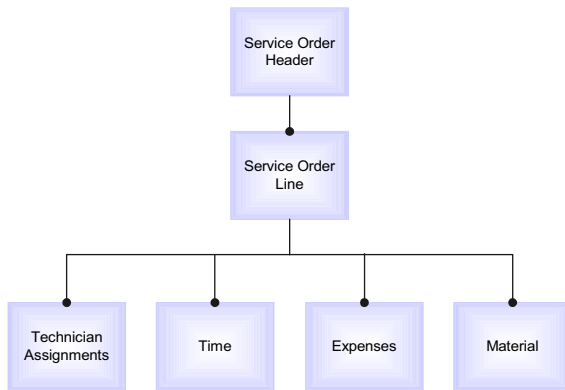 Service Order
Header
Service Order
Line
Technician
Assignments
Time
Expenses
Material